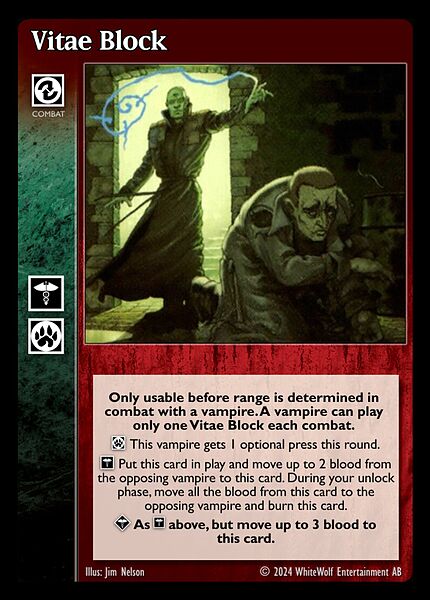 Vitae Block
COMBAT
Only usable before range is determined in
combat with a vampire. A vampire can play
only one Vitae Block each combat.
This vampire gets 1 optional press this round.
Put this card in play and move up to 2 blood from
the opposing vampire to this card. During your unlock
phase, move all the blood from this card to the
opposing vampire and burn this card.
As above, but move up to 3 blood to
this card.
Illus: Jim Nelson
© 2024 WhiteWolf Entertainment AB